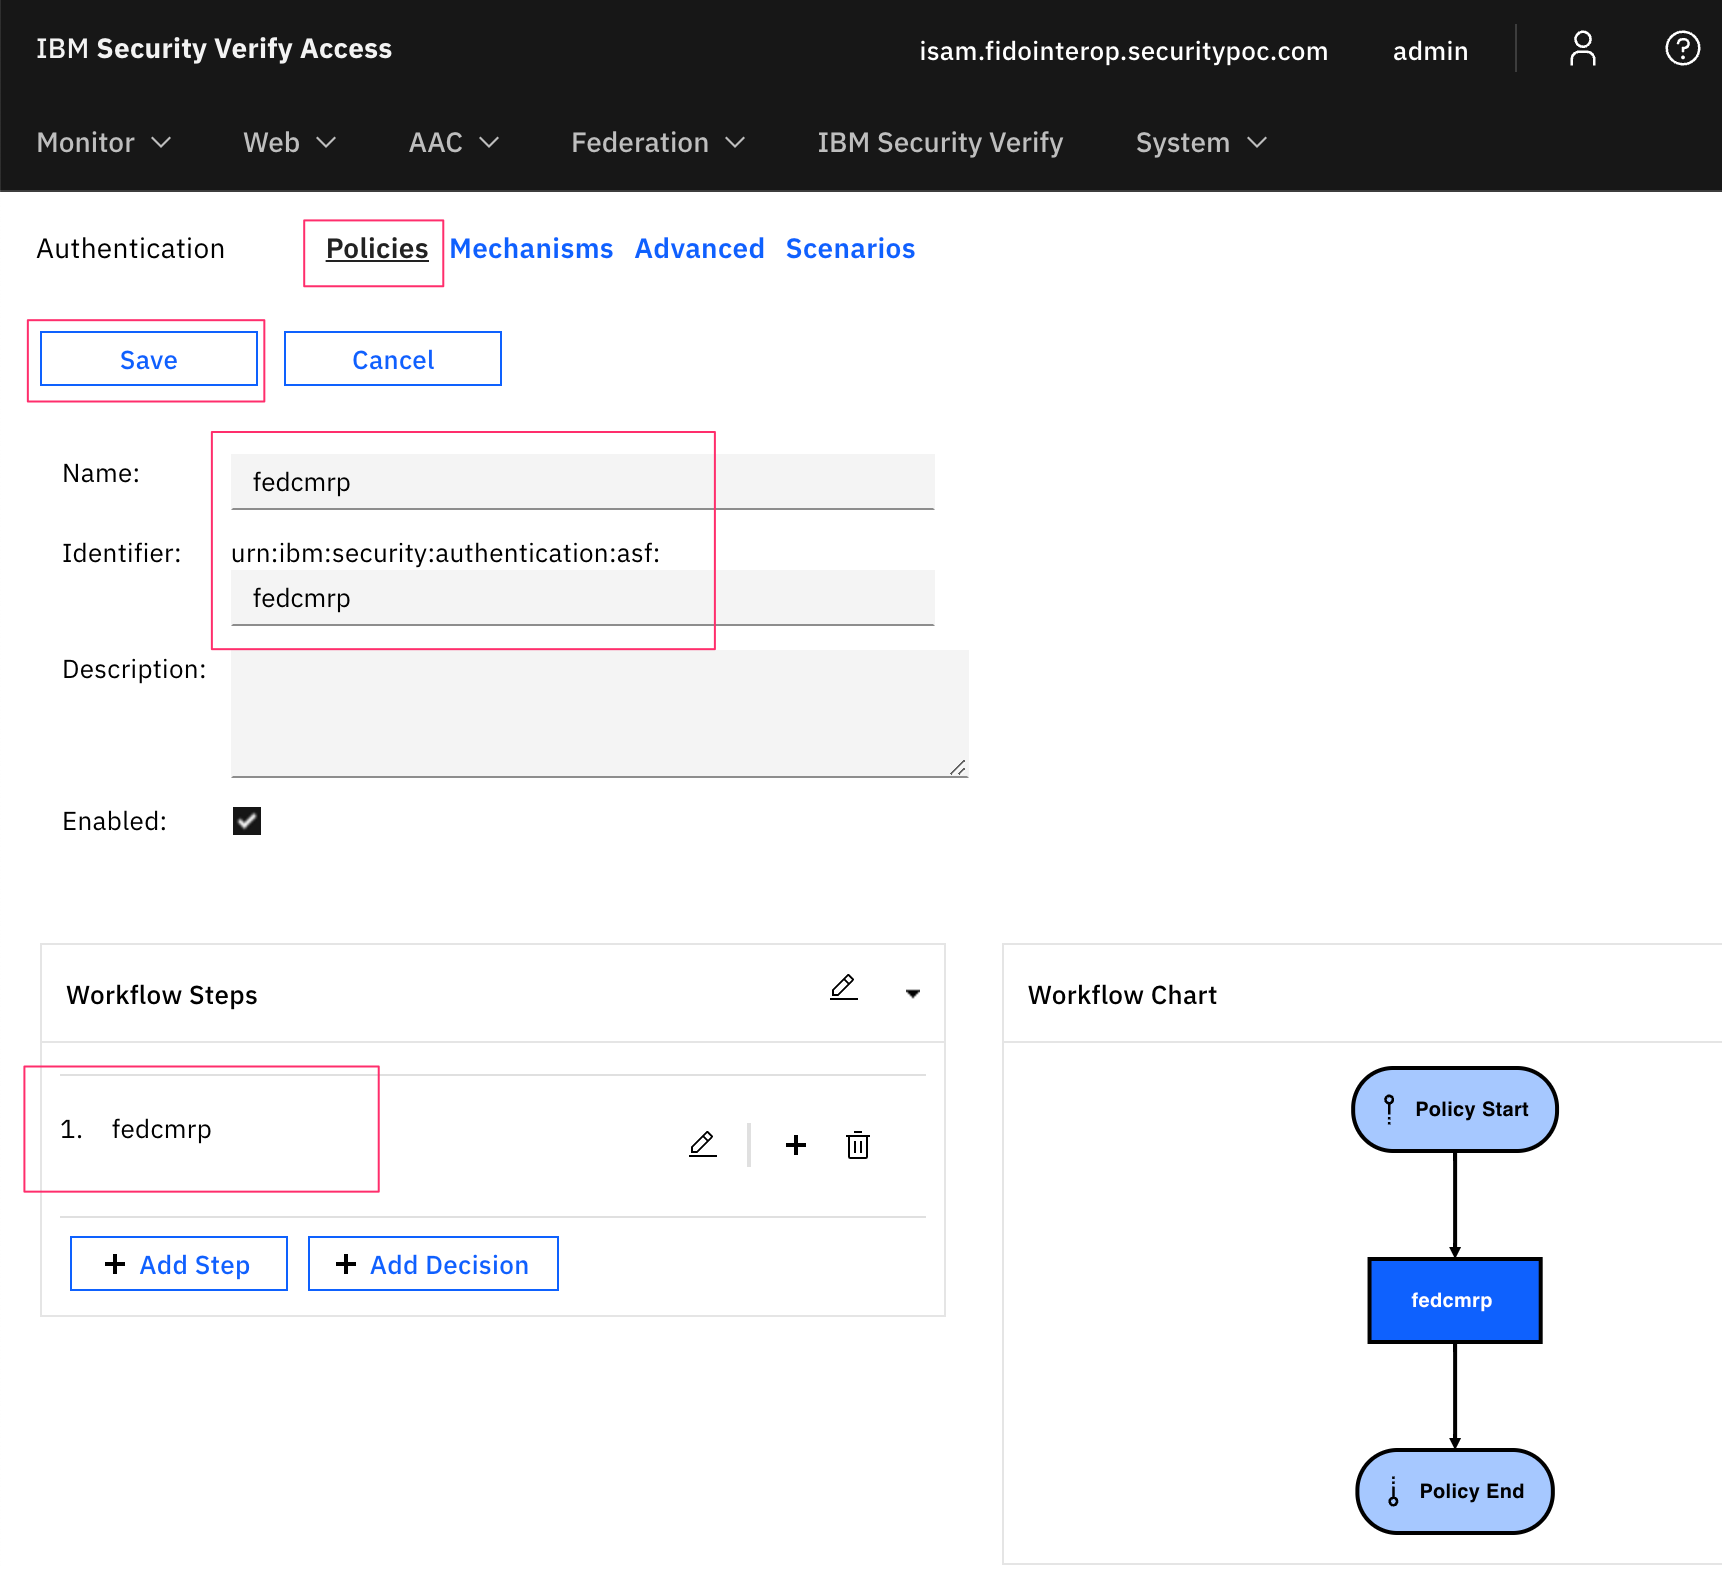 IBM Security Verify Access
isam.fidointerop.securitypoc.com
admin
Monitor
Web
AAC
Federation
IBM Security Verify
System
Authentication
Policies
Mechanisms
Advanced
Scenarios
Save
Cancel
Name:
fedcmrp
Identifier:
urn:ibm:security:authentication:asf:
fedcmrp
Description:
Enabled:
Workflow Steps
1. fedcmrp
+ Add Step
+ Add Decision
Workflow Chart
Policy Start
fedcmrp
Policy End